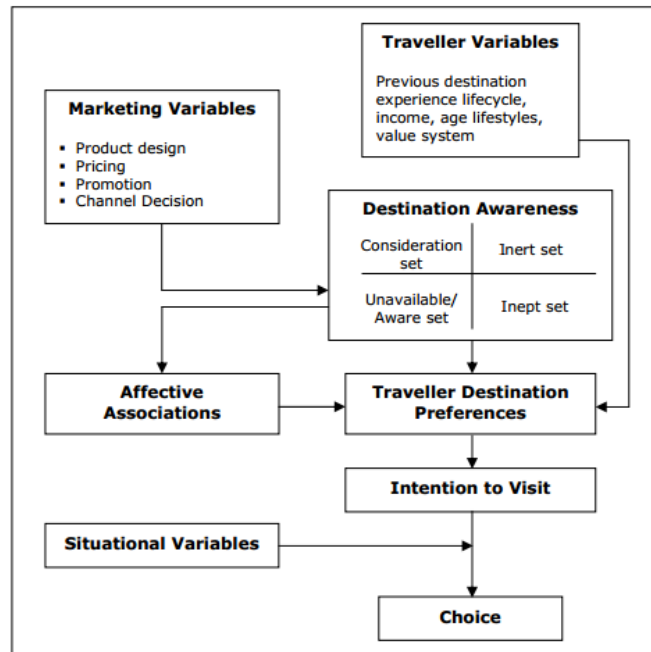 Traveller Variables
Previous destination
experience lifecycle,
income, age lifestyles,
value system
Marketing Variables
▪ Product design
▪ Pricing
▪ Promotion
▪ Channel Decision
Destination Awareness
Consideration
set
Inert set
Unavailable/
Aware set
Inept set
Affective
Associations
Traveller Destination
Preferences
Intention to Visit
Situational Variables
Choice